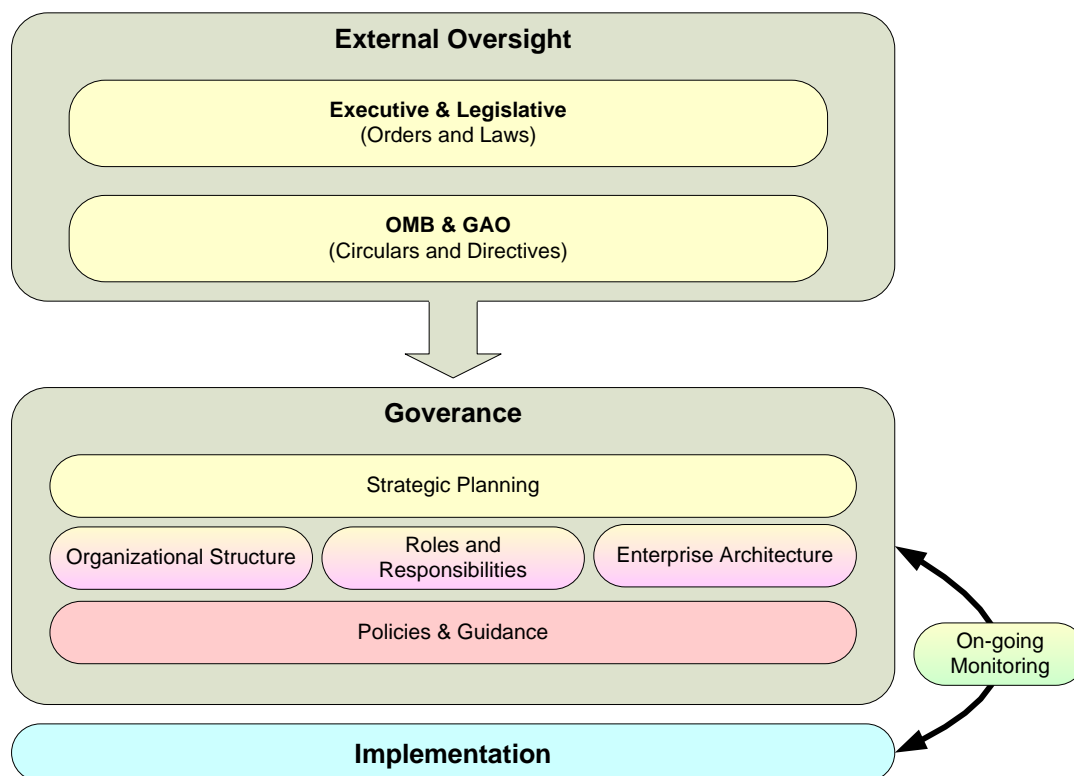 External Oversight
Executive & Legislative
(Orders and Laws)
OMB & GAO
(Circulars and Directives)
Goverance
Strategic Planning
Organizational Structure
Roles and
Responsibilities
Enterprise Architecture
Policies & Guidance
On-going
Monitoring
Implementation